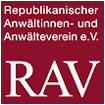 Republikanischer
Anwältinnen- und
Anwälteverein e.V.
RAV